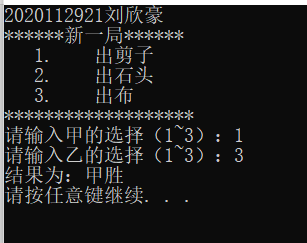 2020112921刘欣豪
******新一局******
1. 出剪子
2. 出石头
3. 出布
*******************
请输入甲的选择（1~3）：1
请输入乙的选择（1~3）：3
结果为：甲胜
请按任意键继续. . .